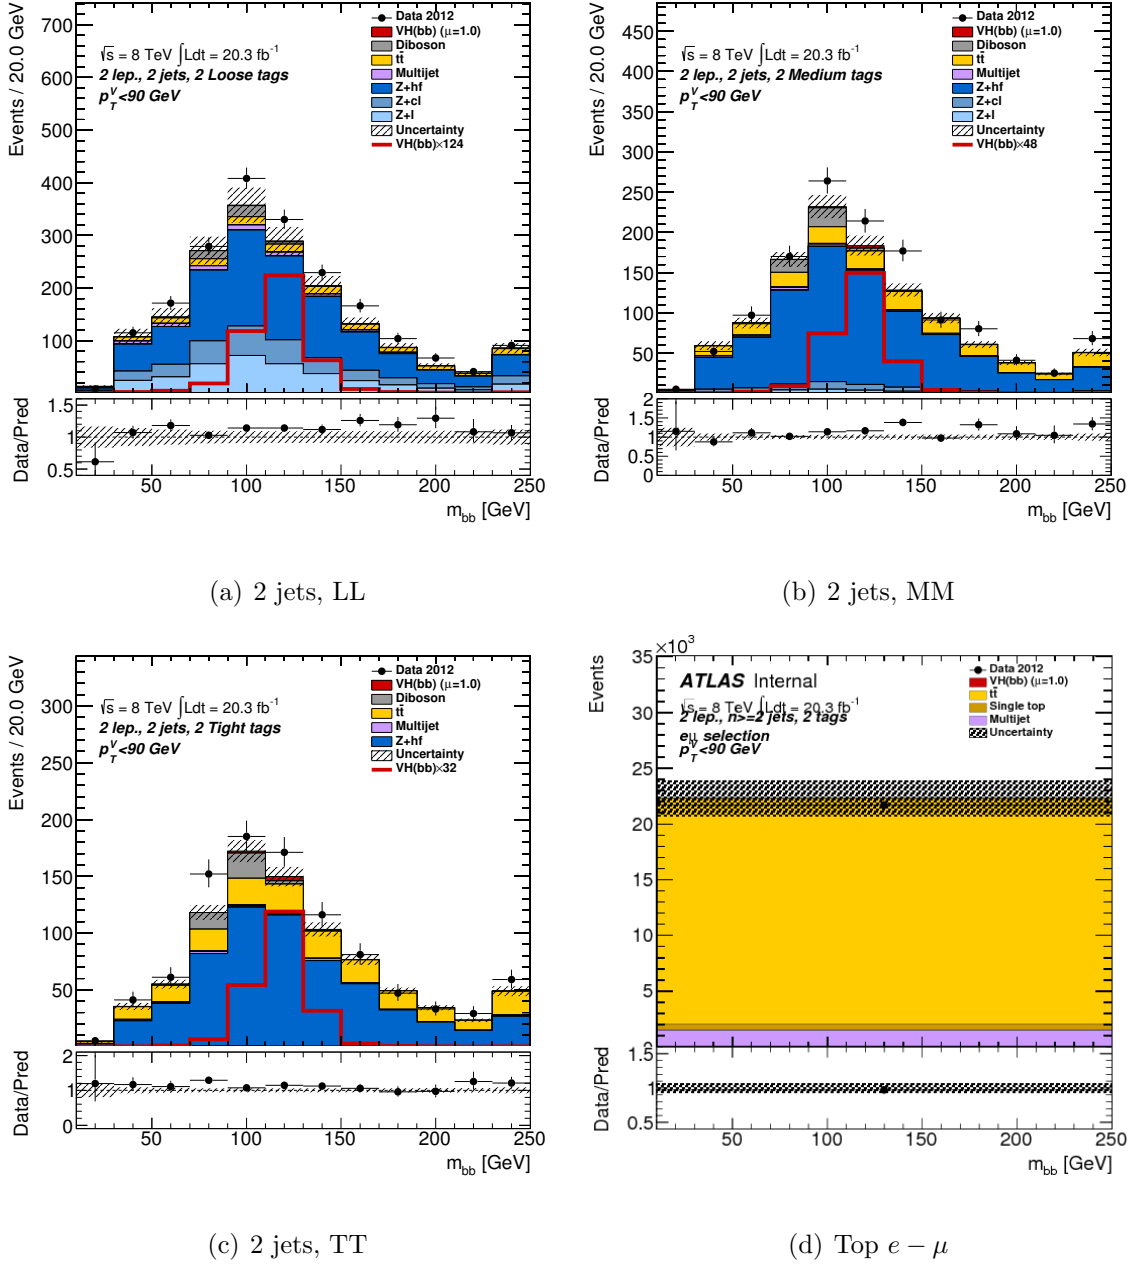 Events / 20.0 GeV
700
600
500
400
300
200
100
√s = 8 TeV ∫Ldt = 20.3 fb⁻¹
2 lep., 2 jets, 2 Loose tags
p_T^V<90 GeV
Data 2012
VH(bb) (μ=1.0)
Diboson
tt̄
Multijet
Z+hf
Z+cl
Z+l
Uncertainty
VH(bb)×124
Data/Pred
1.5
1
0.5
50 100 150 200 250
m_bb [GeV]
(a) 2 jets, LL
Events / 20.0 GeV
450
400
350
300
250
200
150
100
50
√s = 8 TeV ∫Ldt = 20.3 fb⁻¹
2 lep., 2 jets, 2 Medium tags
p_T^V<90 GeV
Data 2012
VH(bb) (μ=1.0)
Diboson
tt̄
Multijet
Z+hf
Z+cl
Z+l
Uncertainty
VH(bb)×48
Data/Pred
2
1.5
1
0.5
0
50 100 150 200 250
m_bb [GeV]
(b) 2 jets, MM
Events / 20.0 GeV
300
250
200
150
100
50
√s = 8 TeV ∫Ldt = 20.3 fb⁻¹
2 lep., 2 jets, 2 Tight tags
p_T^V<90 GeV
Data 2012
VH(bb) (μ=1.0)
Diboson
tt̄
Multijet
Z+hf
Uncertainty
VH(bb)×32
Data/Pred
2
1
0
50 100 150 200 250
m_bb [GeV]
(c) 2 jets, TT
Events
×10³
35
30
25
20
15
10
5
ATLAS Internal
√s = 8 TeV ∫Ldt = 20.3 fb⁻¹
2 lep., n>=2 jets, 2 tags
eμ selection
p_T^V<90 GeV
Data 2012
VH(bb) (μ=1.0)
tt̄
Single top
Multijet
Uncertainty
Data/Pred
1.5
1
0.5
50 100 150 200 250
m_bb [GeV]
(d) Top e − μ